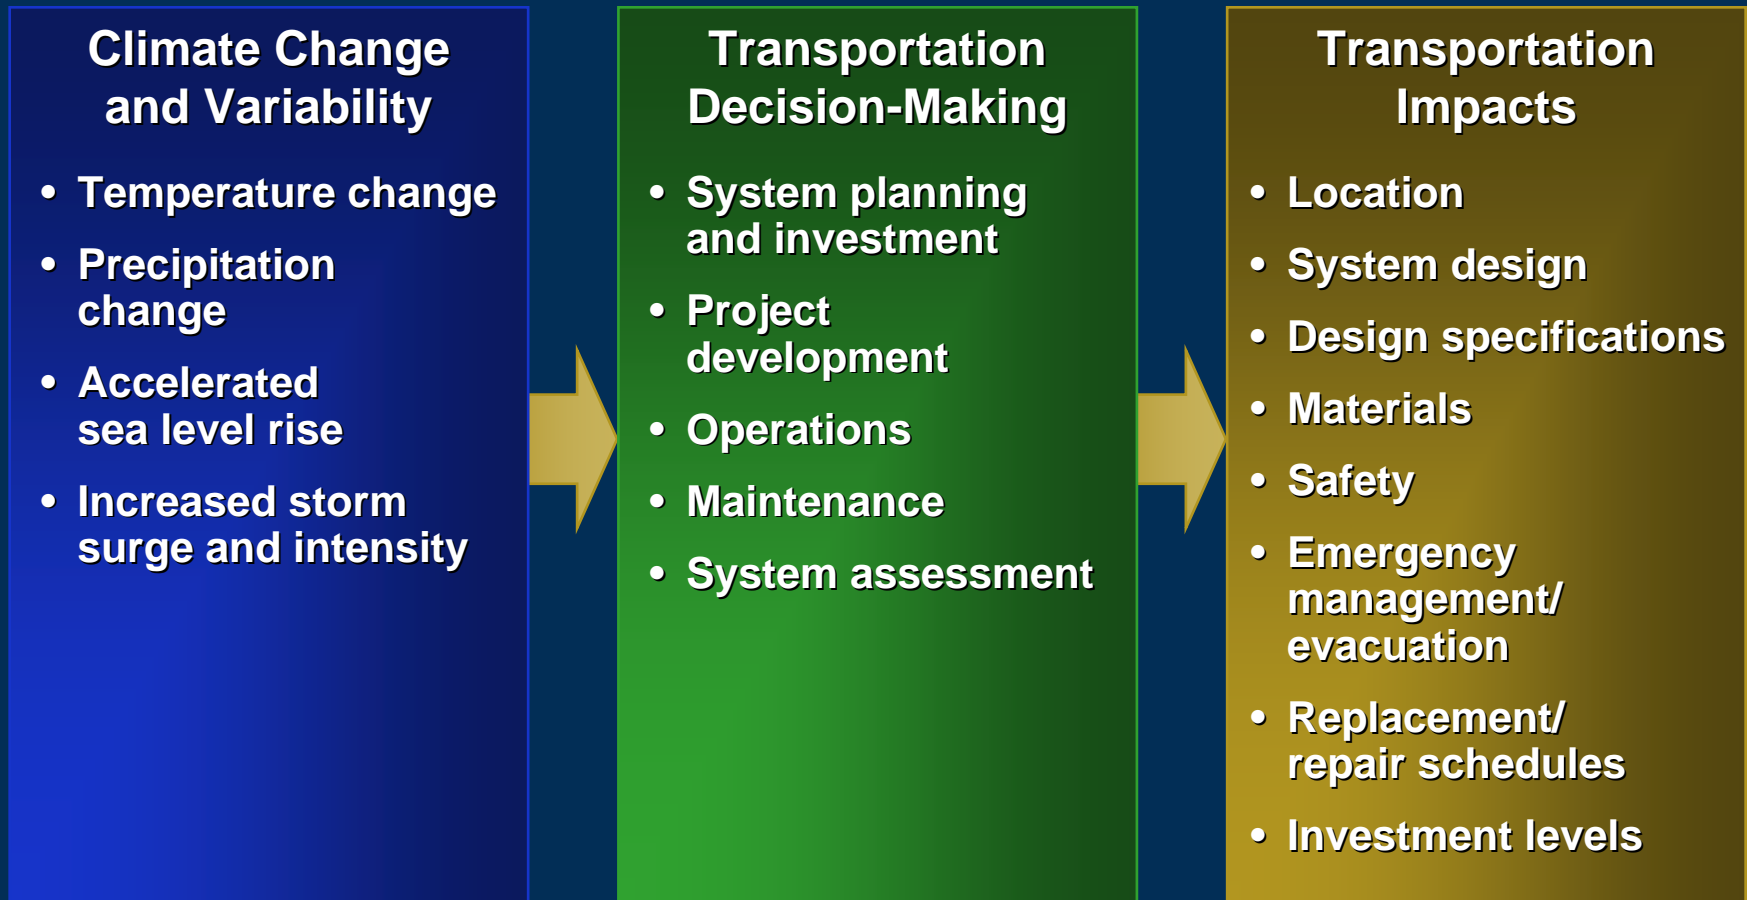 Climate Change
and Variability
• Temperature change
• Precipitation
change
• Accelerated
sea level rise
• Increased storm
surge and intensity
Transportation
Decision-Making
• System planning
and investment
• Project
development
• Operations
• Maintenance
• System assessment
Transportation
Impacts
• Location
• System design
• Design specifications
• Materials
• Safety
• Emergency
management/
evacuation
• Replacement/
repair schedules
• Investment levels